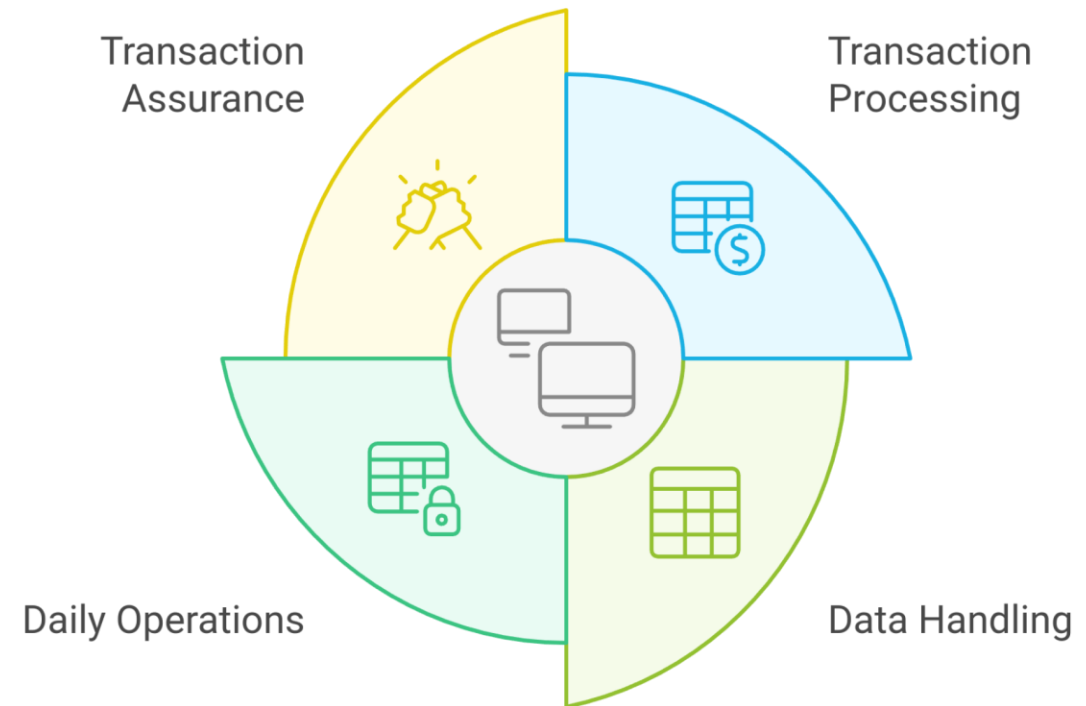 Transaction
Assurance
Transaction
Processing
Daily Operations
Data Handling
$